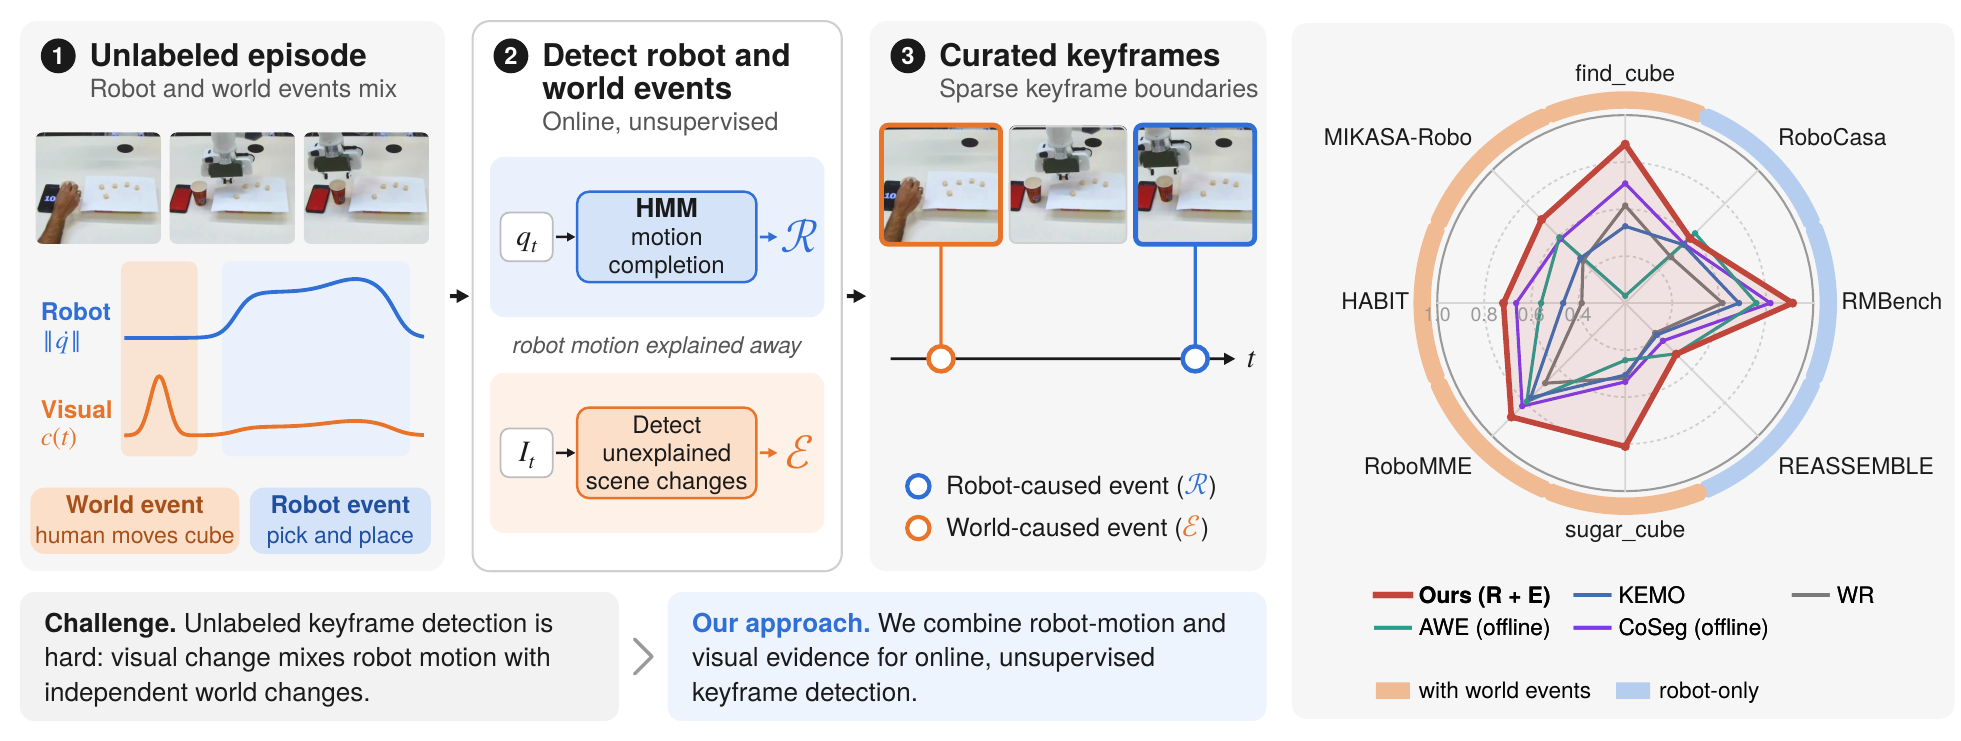 1 Unlabeled episode
Robot and world events mix
10
Robot
‖q̇‖
Visual
c(t)
World event
human moves cube
Robot event
pick and place
2 Detect robot and
world events
Online, unsupervised
q_t
HMM
motion
completion
ℛ
robot motion explained away
I_t
Detect
unexplained
scene changes
ℰ
3 Curated keyframes
Sparse keyframe boundaries
10
t
Robot-caused event (ℛ)
World-caused event (ℰ)
Challenge. Unlabeled keyframe detection is
hard: visual change mixes robot motion with
independent world changes.
Our approach. We combine robot-motion and
visual evidence for online, unsupervised
keyframe detection.
find_cube
MIKASA-Robo
RoboCasa
HABIT
RMBench
1.0 0.8 0.6 0.4
RoboMME
REASSEMBLE
sugar_cube
Ours (R + E)
KEMO
WR
AWE (offline)
CoSeg (offline)
with world events
robot-only